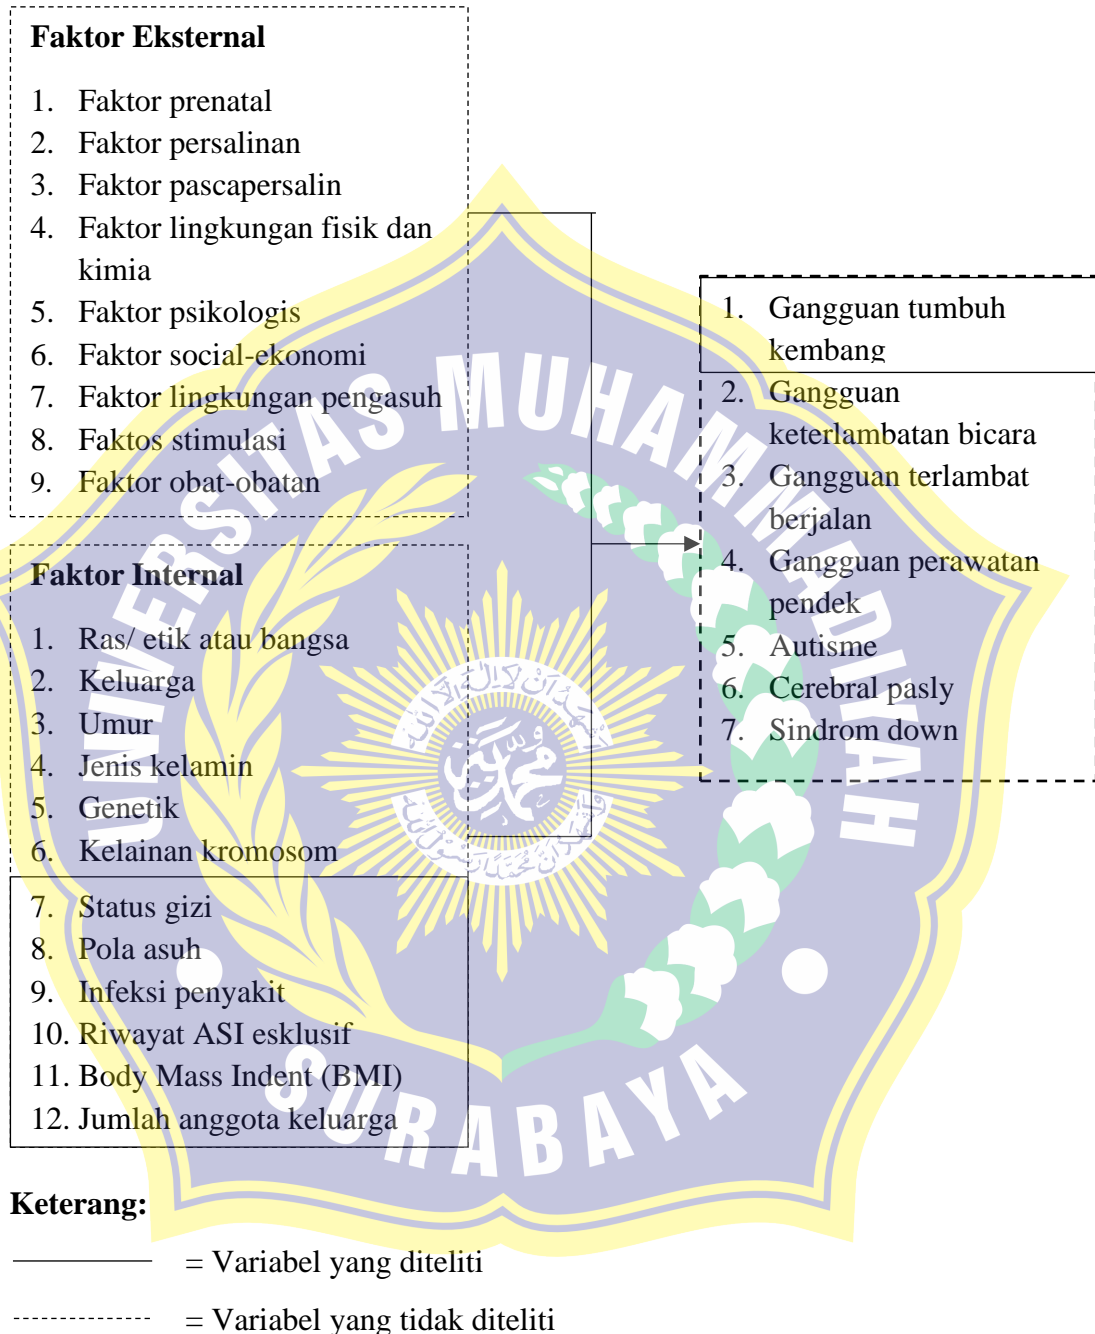 Faktor Eksternal
1. Faktor prenatal
2. Faktor persalinan
3. Faktor pascapersalin
4. Faktor lingkungan fisik dan
kimia
5. Faktor psikologis
6. Faktor social-ekonomi
7. Faktor lingkungan pengasuh
8. Faktos stimulasi
9. Faktor obat-obatan
Faktor Internal
1. Ras/ etik atau bangsa
2. Keluarga
3. Umur
4. Jenis kelamin
5. Genetik
6. Kelainan kromosom
7. Status gizi
8. Pola asuh
9. Infeksi penyakit
10. Riwayat ASI esklusif
11. Body Mass Indent (BMI)
12. Jumlah anggota keluarga
1. Gangguan tumbuh
kembang
2. Gangguan
keterlambatan bicara
3. Gangguan terlambat
berjalan
4. Gangguan perawatan
pendek
5. Autisme
6. Cerebral pasly
7. Sindrom down
Keterang:
= Variabel yang diteliti
= Variabel yang tidak diteliti
UNIVERSITAS MUHAMMADIYAH
SURABAYA
محمد